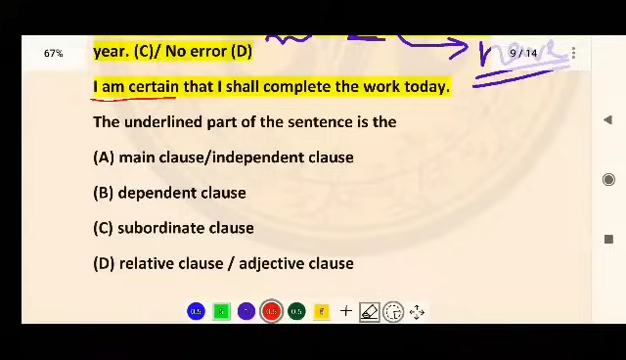 67%
year. (C)/ No error (D)
9/14
I am certain that I shall complete the work today.
The underlined part of the sentence is the
(A) main clause/independent clause
(B) dependent clause
(C) subordinate clause
(D) relative clause / adjective clause